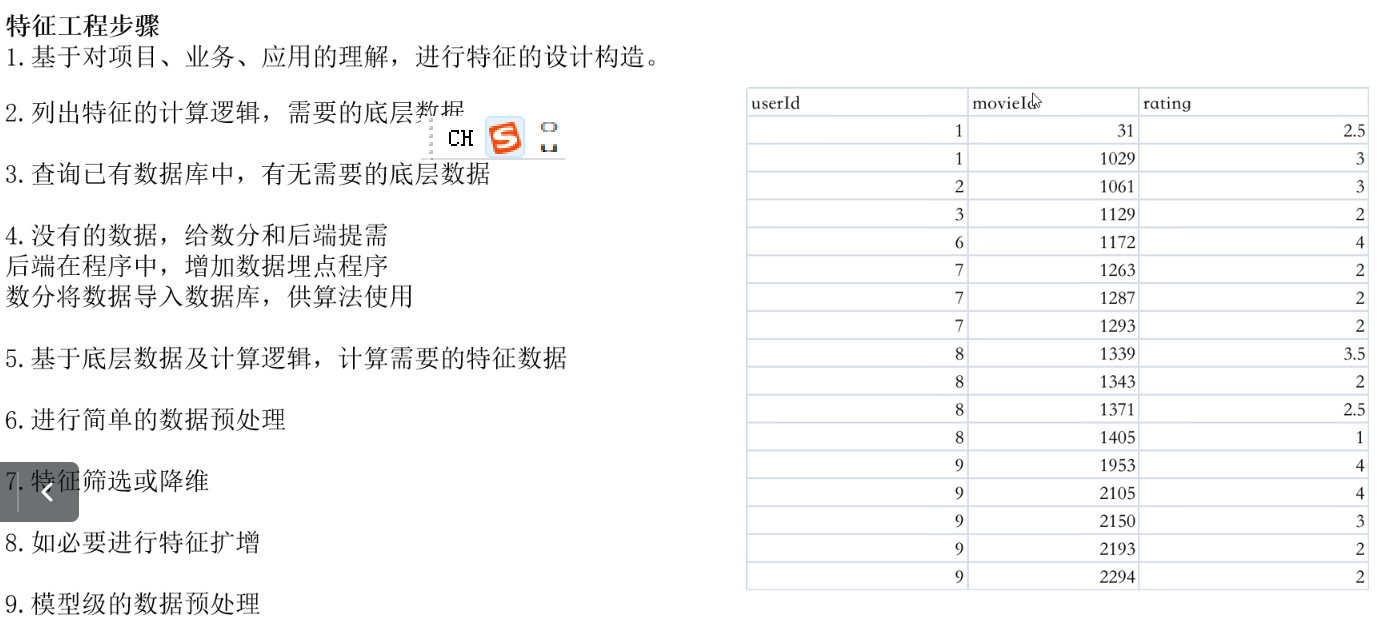 特征工程步骤
1.基于对项目、业务、应用的理解，进行特征的设计构造。
2.列出特征的计算逻辑，需要的底层数据
CH
3.查询已有数据库中，有无需要的底层数据
4.没有的数据，给数分和后端提需
后端在程序中，增加数据埋点程序
数分将数据导入数据库，供算法使用
5.基于底层数据及计算逻辑，计算需要的特征数据
6.进行简单的数据预处理
7.特征筛选或降维
8.如必要进行特征扩增
9.模型级的数据预处理
userId movieId rating
1 31 2.5
1 1029 3
2 1061 3
3 1129 2
6 1172 4
7 1263 2
7 1287 2
7 1293 2
8 1339 3.5
8 1343 2
8 1371 2.5
8 1405 1
9 1953 4
9 2105 4
9 2150 3
9 2193 2
9 2294 2